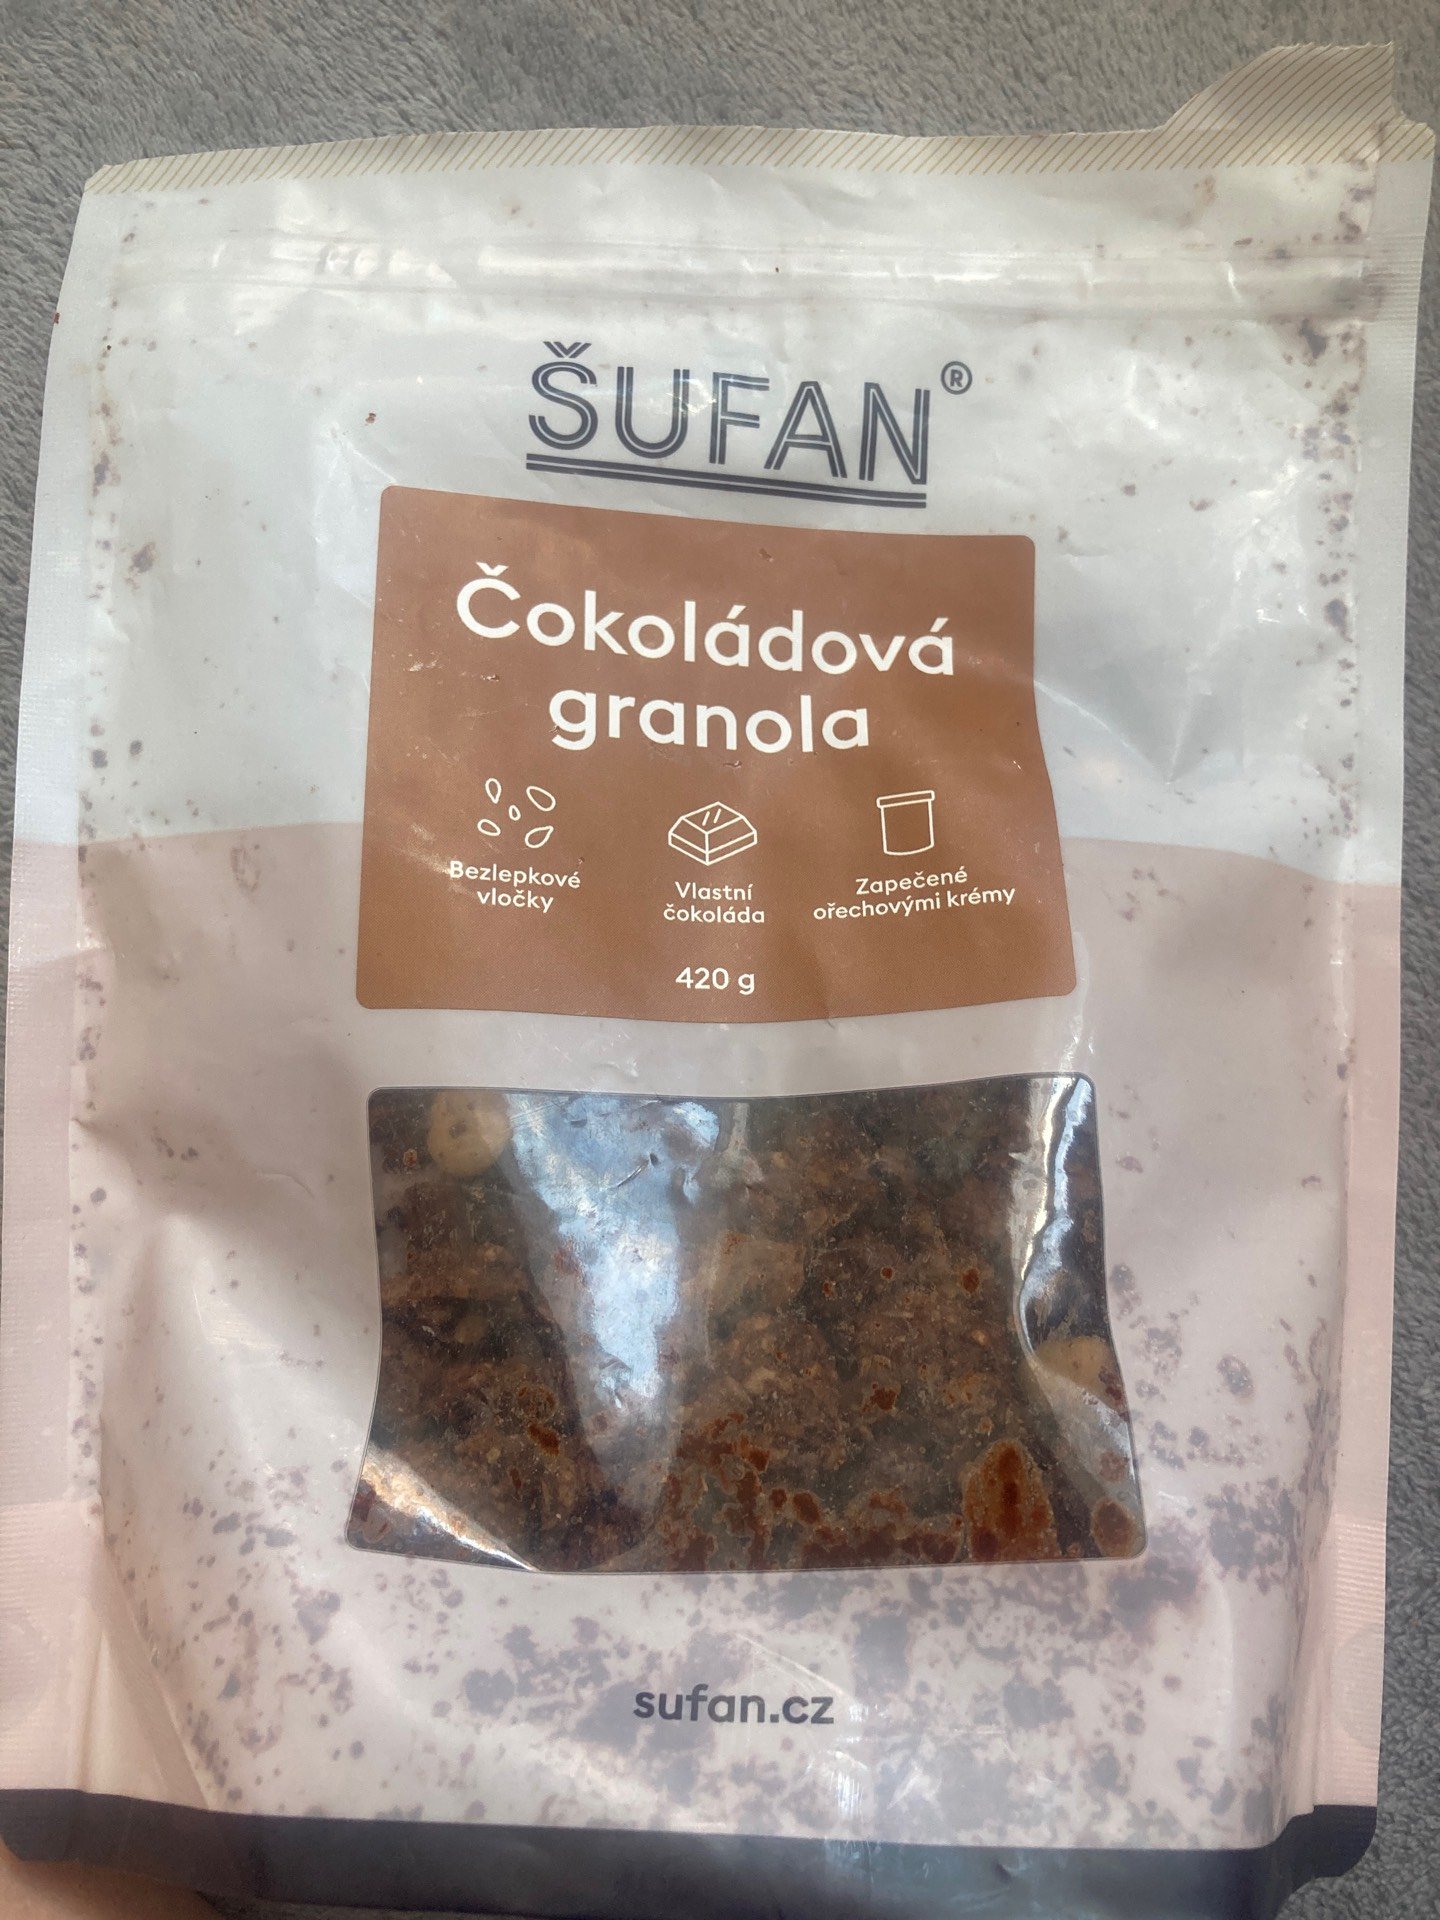 ŠUFAN®
Čokoládová
granola
Bezlepkové
vločky
Vlastní
čokoláda
Zapečené
ořechovými krémy
420 g
sufan.cz